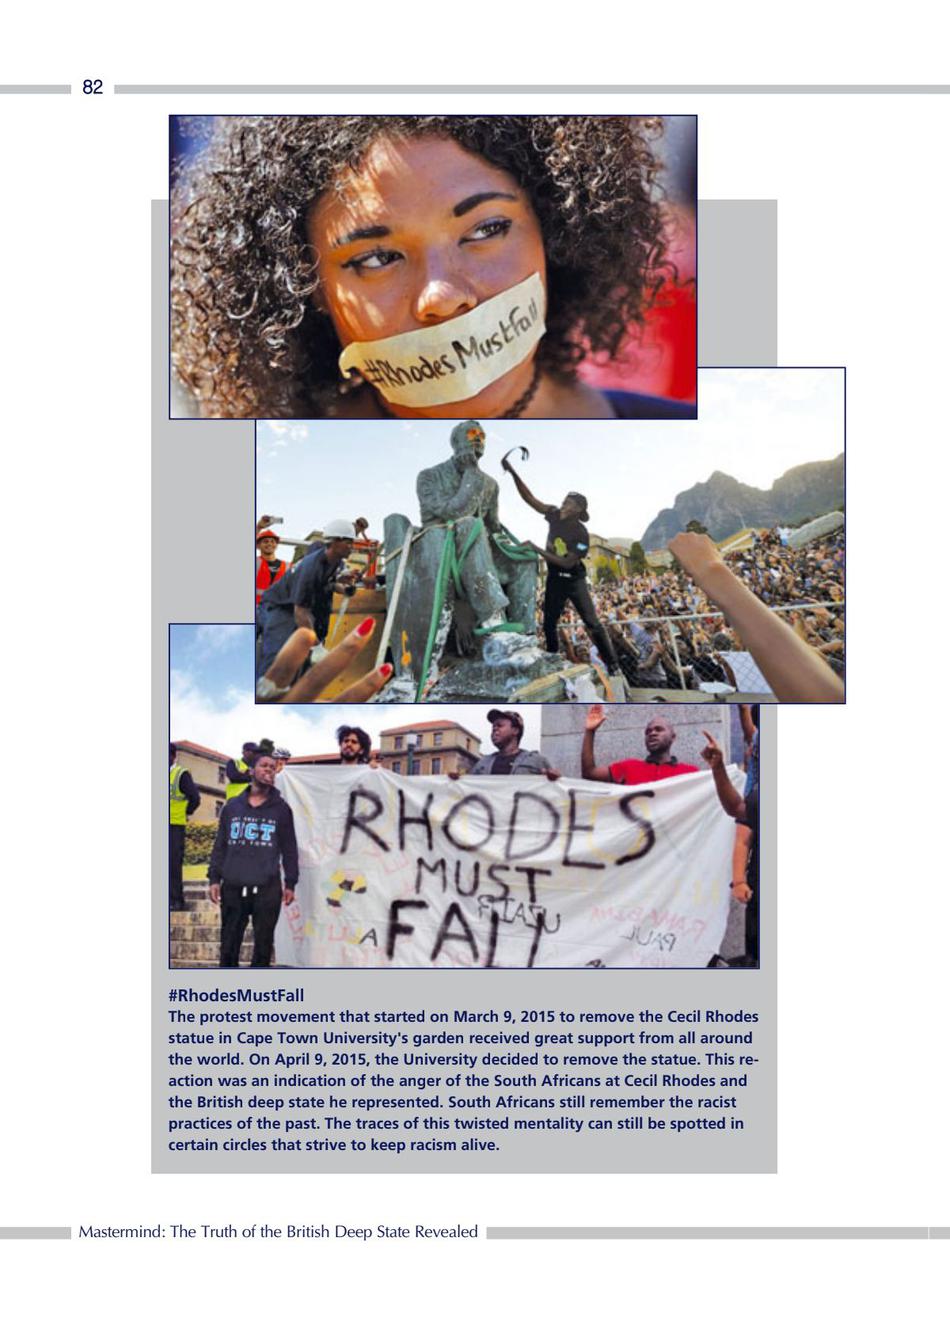 82
#RhodesMustFall
UCT
CAPE TOWN
RHODES
MUST
FALL
#RhodesMustFall
The protest movement that started on March 9, 2015 to remove the Cecil Rhodes
statue in Cape Town University's garden received great support from all around
the world. On April 9, 2015, the University decided to remove the statue. This re-
action was an indication of the anger of the South Africans at Cecil Rhodes and
the British deep state he represented. South Africans still remember the racist
practices of the past. The traces of this twisted mentality can still be spotted in
certain circles that strive to keep racism alive.
Mastermind: The Truth of the British Deep State Revealed